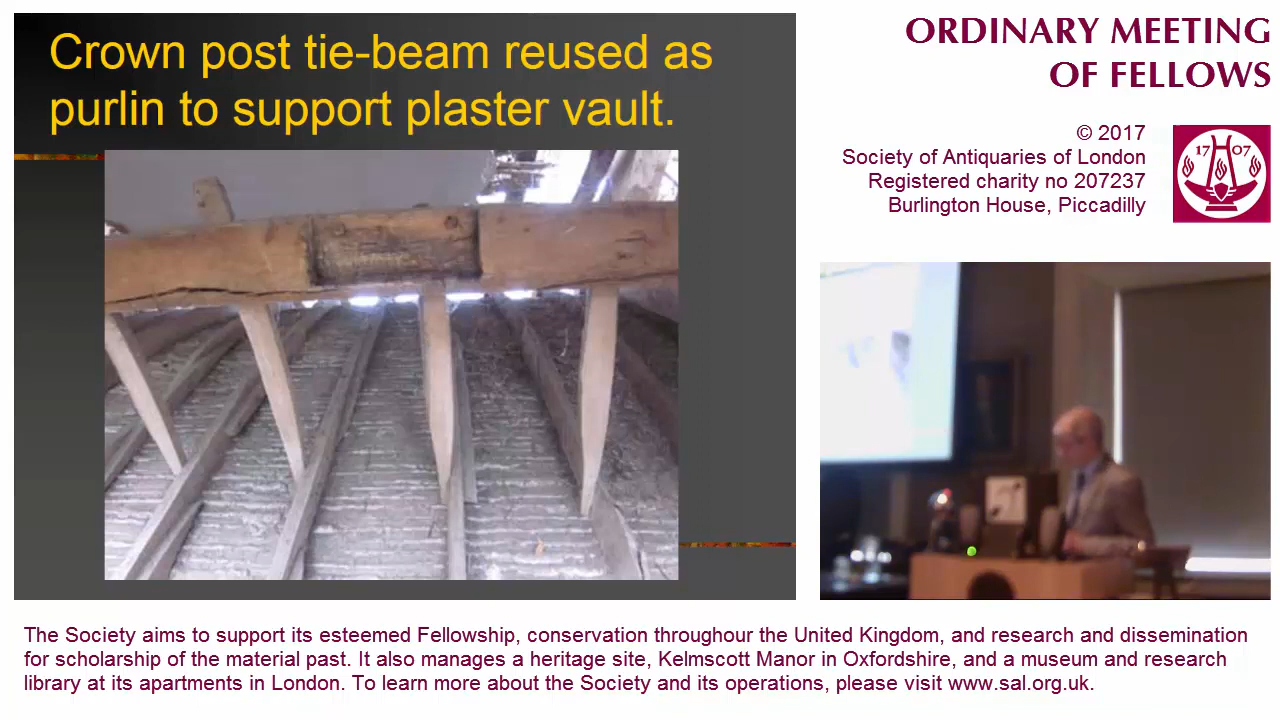 Crown post tie-beam reused as
purlin to support plaster vault.
ORDINARY MEETING
OF FELLOWS
© 2017
Society of Antiquaries of London
Registered charity no 207237
Burlington House, Piccadilly
17 07
The Society aims to support its esteemed Fellowship, conservation throughour the United Kingdom, and research and dissemination
for scholarship of the material past. It also manages a heritage site, Kelmscott Manor in Oxfordshire, and a museum and research
library at its apartments in London. To learn more about the Society and its operations, please visit www.sal.org.uk.